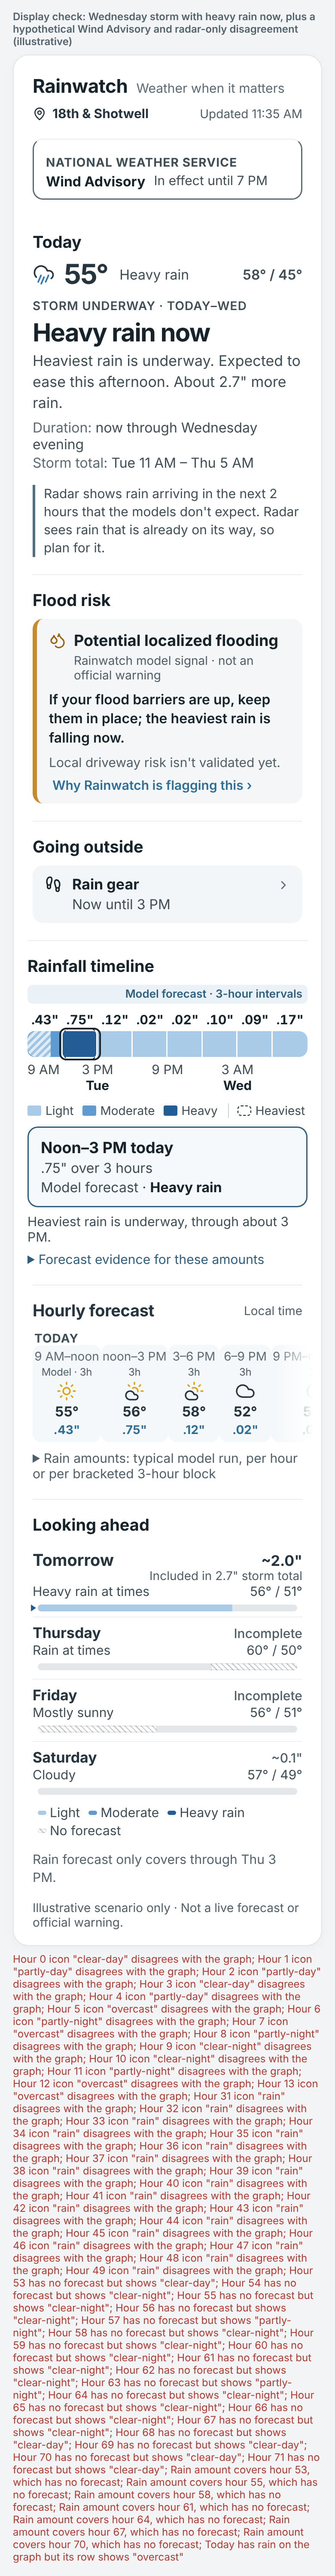 Display check: Wednesday storm with heavy rain now, plus a
hypothetical Wind Advisory and radar-only disagreement
(illustrative)
Rainwatch Weather when it matters
18th & Shotwell Updated 11:35 AM
NATIONAL WEATHER SERVICE
Wind Advisory In effect until 7 PM
Today
55° Heavy rain 58° / 45°
STORM UNDERWAY · TODAY–WED
Heavy rain now
Heaviest rain is underway. Expected to
ease this afternoon. About 2.7" more
rain.
Duration: now through Wednesday
evening
Storm total: Tue 11 AM – Thu 5 AM
Radar shows rain arriving in the next 2
hours that the models don't expect. Radar
sees rain that is already on its way, so
plan for it.
Flood risk
Potential localized flooding
Rainwatch model signal · not an
official warning
If your flood barriers are up, keep
them in place; the heaviest rain is
falling now.
Local driveway risk isn't validated yet.
Why Rainwatch is flagging this ›
Going outside
Rain gear
Now until 3 PM
Rainfall timeline
Model forecast · 3-hour intervals
.43" .75" .12" .02" .02" .10" .09" .17"
9 AM 3 PM 9 PM 3 AM
Tue Wed
Light Moderate Heavy Heaviest
Noon–3 PM today
.75" over 3 hours
Model forecast · Heavy rain
Heaviest rain is underway, through about 3
PM.
▶ Forecast evidence for these amounts
Hourly forecast Local time
TODAY
9 AM–noon noon–3 PM 3–6 PM 6–9 PM 9 PM–
Model · 3h 3h 3h 3h
55° 56° 58° 52° 5
.43" .75" .12" .02" .0
▶ Rain amounts: typical model run, per hour
or per bracketed 3-hour block
Looking ahead
Tomorrow ~2.0"
Included in 2.7" storm total
Heavy rain at times 56° / 51°
Thursday Incomplete
Rain at times 60° / 50°
Friday Incomplete
Mostly sunny 56° / 51°
Saturday ~0.1"
Cloudy 57° / 49°
Light Moderate Heavy rain
No forecast
Rain forecast only covers through Thu 3
PM.
Illustrative scenario only · Not a live forecast or
official warning.
Hour 0 icon "clear-day" disagrees with the graph; Hour 1 icon
"partly-day" disagrees with the graph; Hour 2 icon "partly-day"
disagrees with the graph; Hour 3 icon "clear-day" disagrees
with the graph; Hour 4 icon "partly-day" disagrees with the
graph; Hour 5 icon "overcast" disagrees with the graph; Hour 6
icon "partly-night" disagrees with the graph; Hour 7 icon
"overcast" disagrees with the graph; Hour 8 icon "partly-night"
disagrees with the graph; Hour 9 icon "clear-night" disagrees
with the graph; Hour 10 icon "clear-night" disagrees with the
graph; Hour 11 icon "partly-night" disagrees with the graph;
Hour 12 icon "overcast" disagrees with the graph; Hour 13 icon
"overcast" disagrees with the graph; Hour 31 icon "rain"
disagrees with the graph; Hour 32 icon "rain" disagrees with
the graph; Hour 33 icon "rain" disagrees with the graph; Hour
34 icon "rain" disagrees with the graph; Hour 35 icon "rain"
disagrees with the graph; Hour 36 icon "rain" disagrees with
the graph; Hour 37 icon "rain" disagrees with the graph; Hour
38 icon "rain" disagrees with the graph; Hour 39 icon "rain"
disagrees with the graph; Hour 40 icon "rain" disagrees with
the graph; Hour 41 icon "rain" disagrees with the graph; Hour
42 icon "rain" disagrees with the graph; Hour 43 icon "rain"
disagrees with the graph; Hour 44 icon "rain" disagrees with
the graph; Hour 45 icon "rain" disagrees with the graph; Hour
46 icon "rain" disagrees with the graph; Hour 47 icon "rain"
disagrees with the graph; Hour 48 icon "rain" disagrees with
the graph; Hour 49 icon "rain" disagrees with the graph; Hour
53 has no forecast but shows "clear-day"; Hour 54 has no
forecast but shows "clear-night"; Hour 55 has no forecast but
shows "clear-night"; Hour 56 has no forecast but shows
"clear-night"; Hour 57 has no forecast but shows "partly-
night"; Hour 58 has no forecast but shows "clear-night"; Hour
59 has no forecast but shows "clear-night"; Hour 60 has no
forecast but shows "clear-night"; Hour 61 has no forecast but
shows "clear-night"; Hour 62 has no forecast but shows
"clear-night"; Hour 63 has no forecast but shows "partly-
night"; Hour 64 has no forecast but shows "clear-night"; Hour
65 has no forecast but shows "clear-night"; Hour 66 has no
forecast but shows "clear-night"; Hour 67 has no forecast but
shows "clear-night"; Hour 68 has no forecast but shows
"clear-day"; Hour 69 has no forecast but shows "clear-day";
Hour 70 has no forecast but shows "clear-day"; Hour 71 has no
forecast but shows "clear-day"; Rain amount covers hour 53,
which has no forecast; Rain amount covers hour 55, which has
no forecast; Rain amount covers hour 58, which has no
forecast; Rain amount covers hour 61, which has no forecast;
Rain amount covers hour 64, which has no forecast; Rain
amount covers hour 67, which has no forecast; Rain amount
covers hour 70, which has no forecast; Today has rain on the
graph but its row shows "overcast"